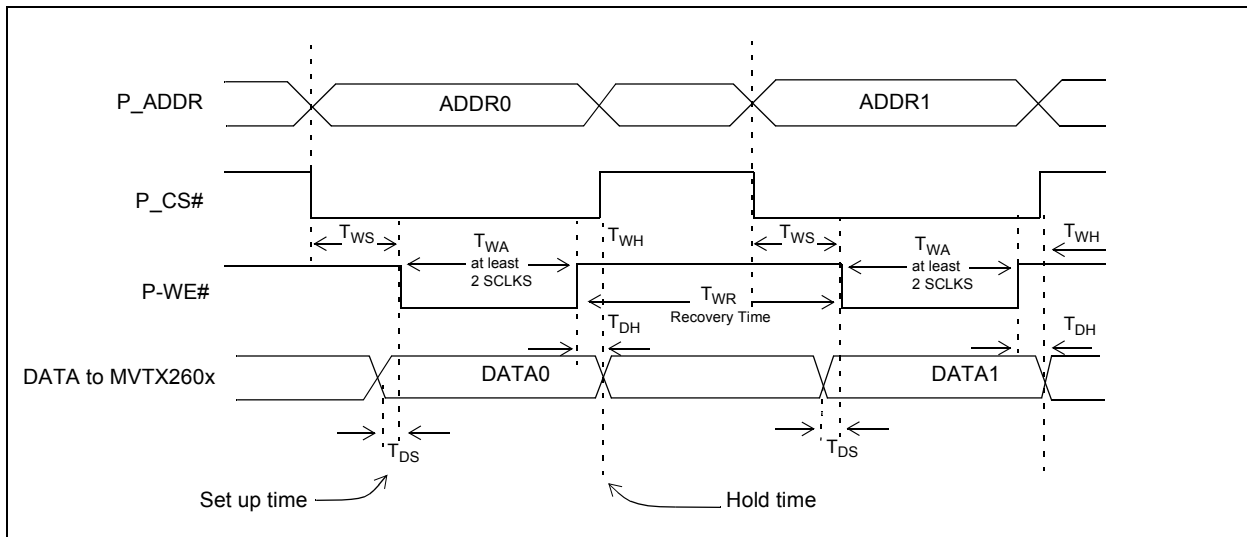 P_ADDR
ADDR0
ADDR1
P_CS#
TWS
TWA
at least
2 SCLKS
TWH
TWS
TWA
at least
2 SCLKS
TWH
P-WE#
TWR
Recovery Time
TDH
TDH
DATA to MVTX260x
DATA0
DATA1
TDS
TDS
Set up time
Hold time